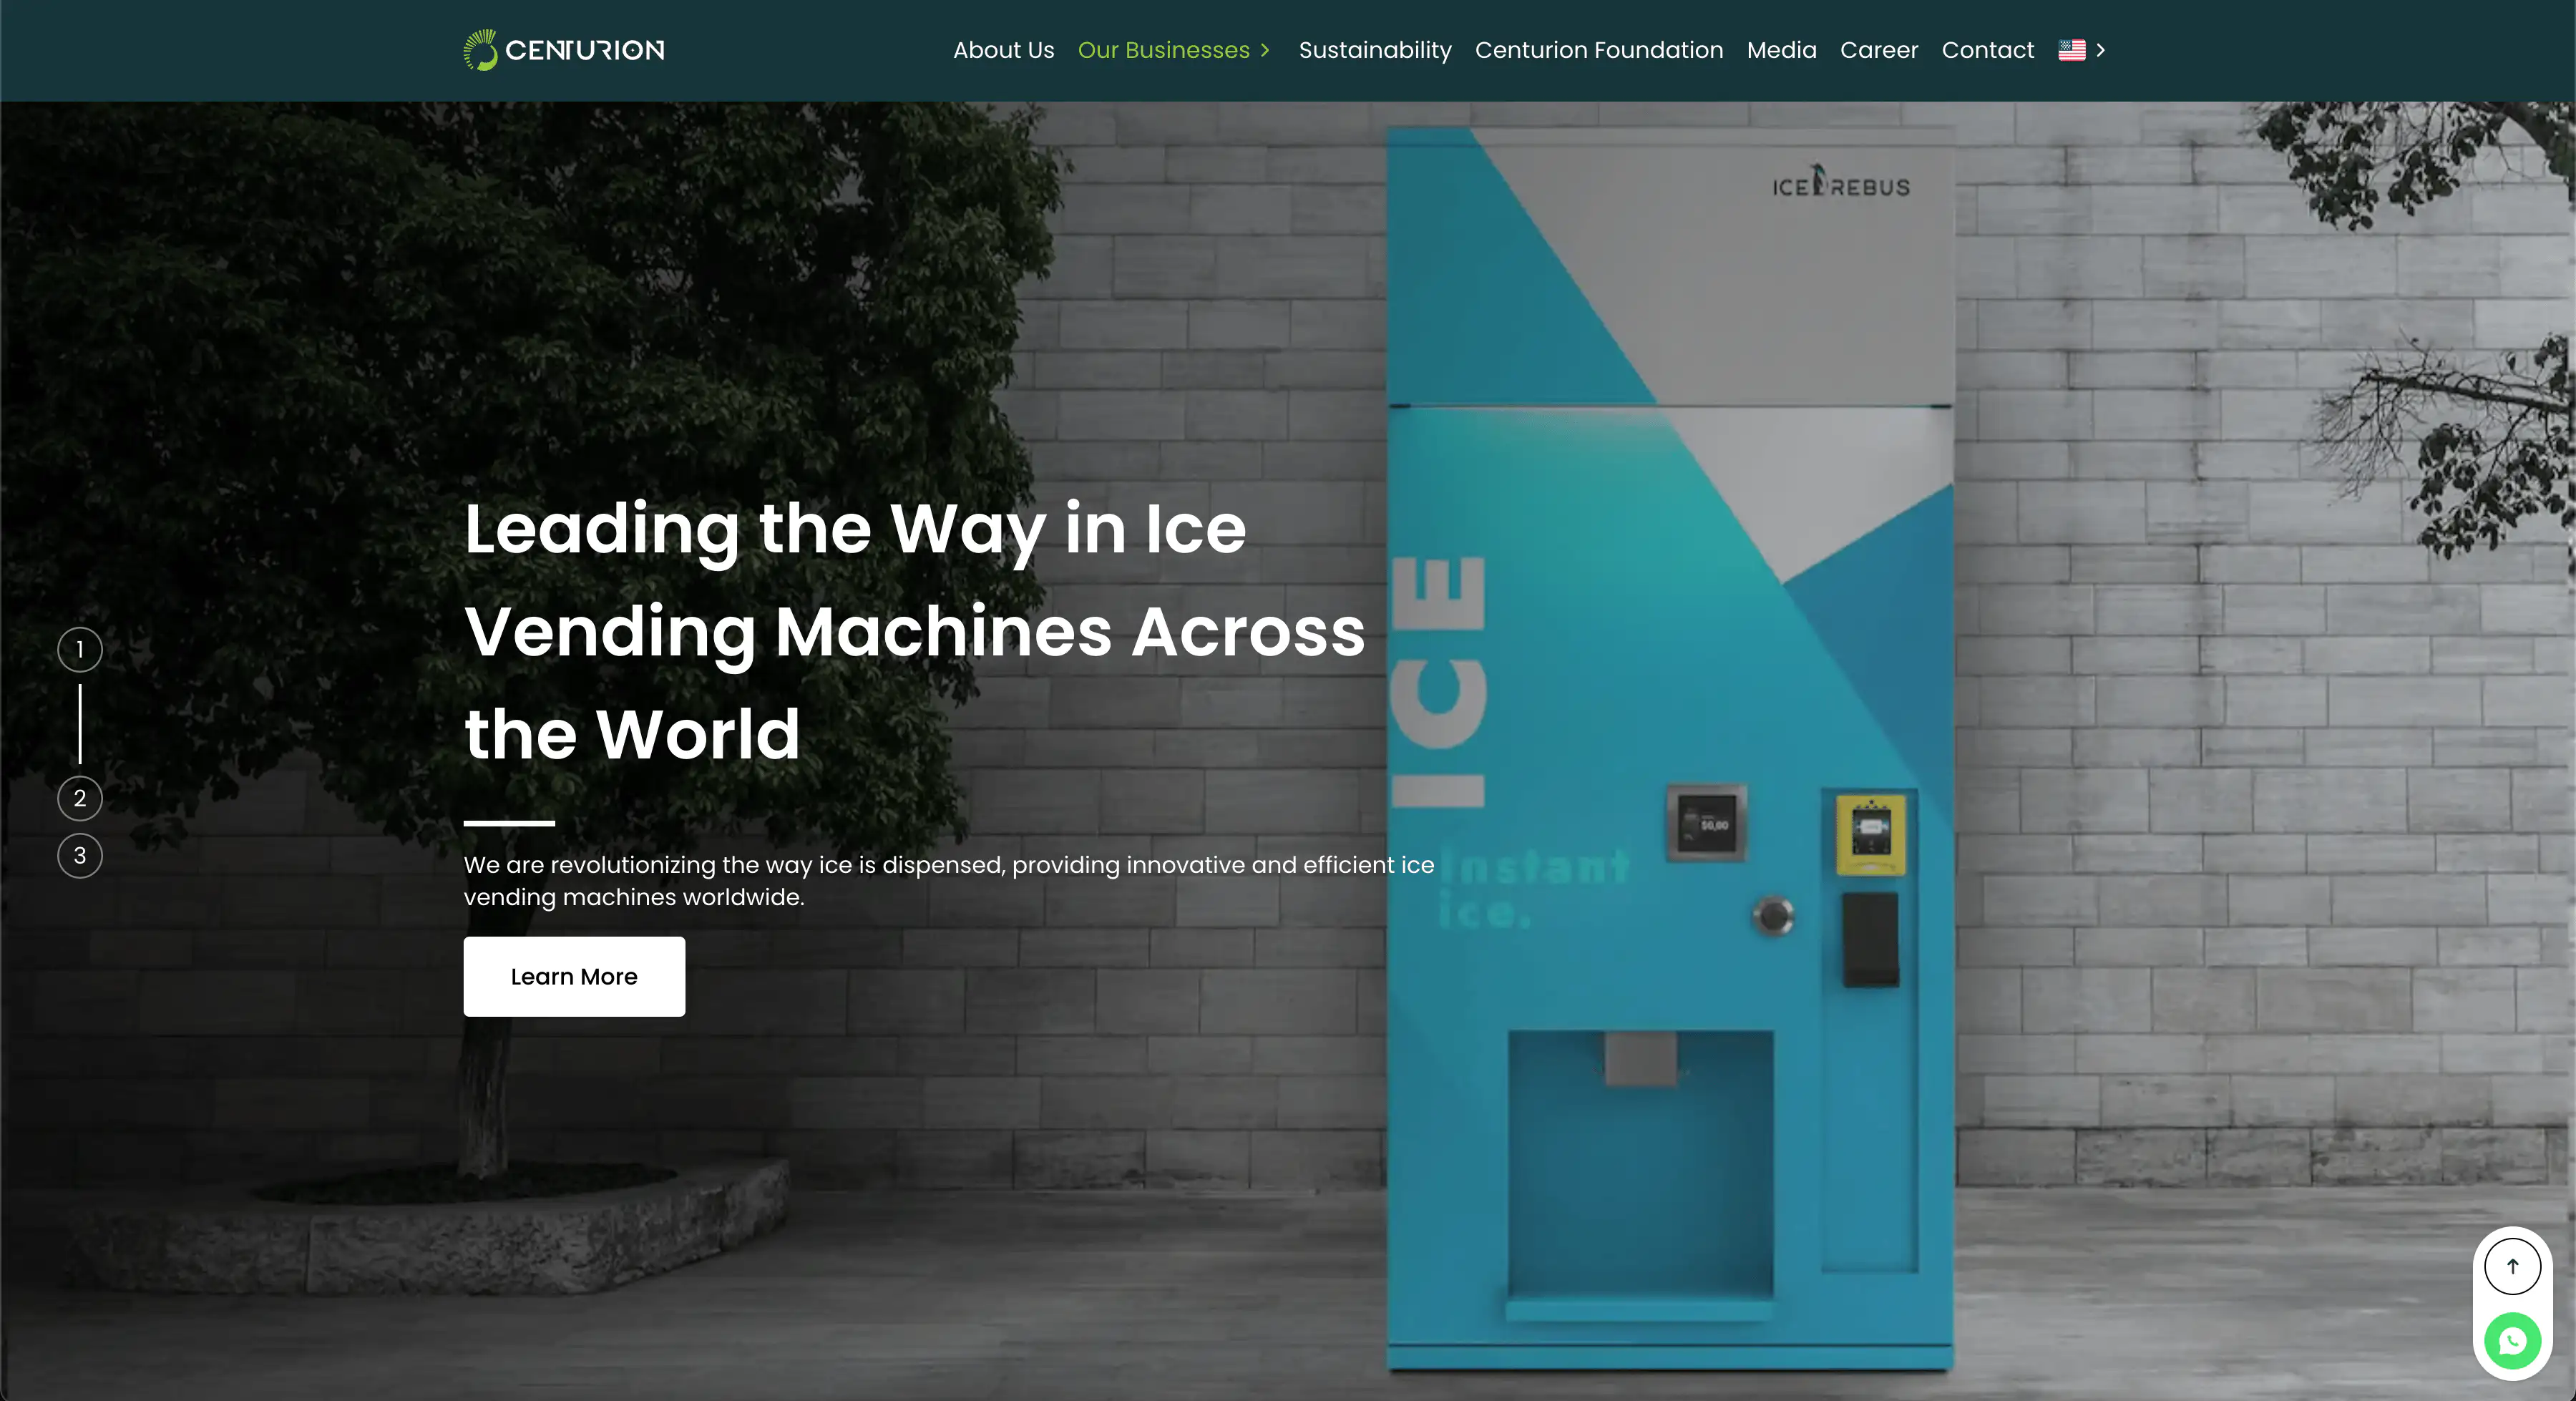 CENTURION
About Us
Our Businesses
Sustainability
Centurion Foundation
Media
Career
Contact
ICEREBUS
Leading the Way in Ice
Vending Machines Across
the World
ICE
1
2
3
$0,00
We are revolutionizing the way ice is dispensed, providing innovative and efficient ice
vending machines worldwide.
Instant
ice.
Learn More